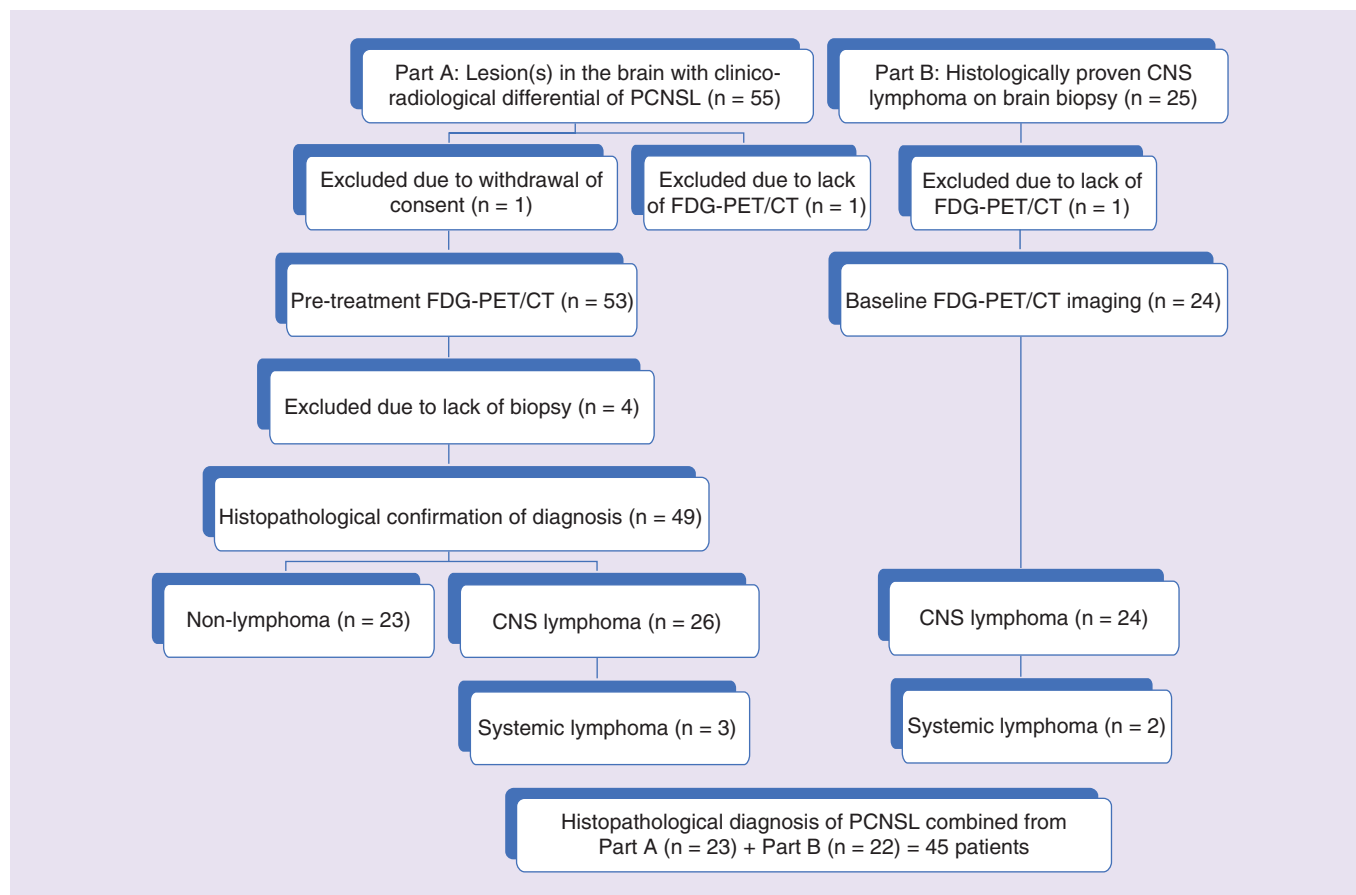 Part A: Lesion(s) in the brain with clinico-
radiological differential of PCNSL (n = 55)
Part B: Histologically proven CNS
lymphoma on brain biopsy (n = 25)
Excluded due to withdrawal of
consent (n = 1)
Excluded due to lack
of FDG-PET/CT (n = 1)
Excluded due to lack of
FDG-PET/CT (n = 1)
Pre-treatment FDG-PET/CT (n = 53)
Baseline FDG-PET/CT imaging (n = 24)
Excluded due to lack of biopsy (n = 4)
Histopathological confirmation of diagnosis (n = 49)
Non-lymphoma (n = 23)
CNS lymphoma (n = 26)
CNS lymphoma (n = 24)
Systemic lymphoma (n = 3)
Systemic lymphoma (n = 2)
Histopathological diagnosis of PCNSL combined from
Part A (n = 23) + Part B (n = 22) = 45 patients